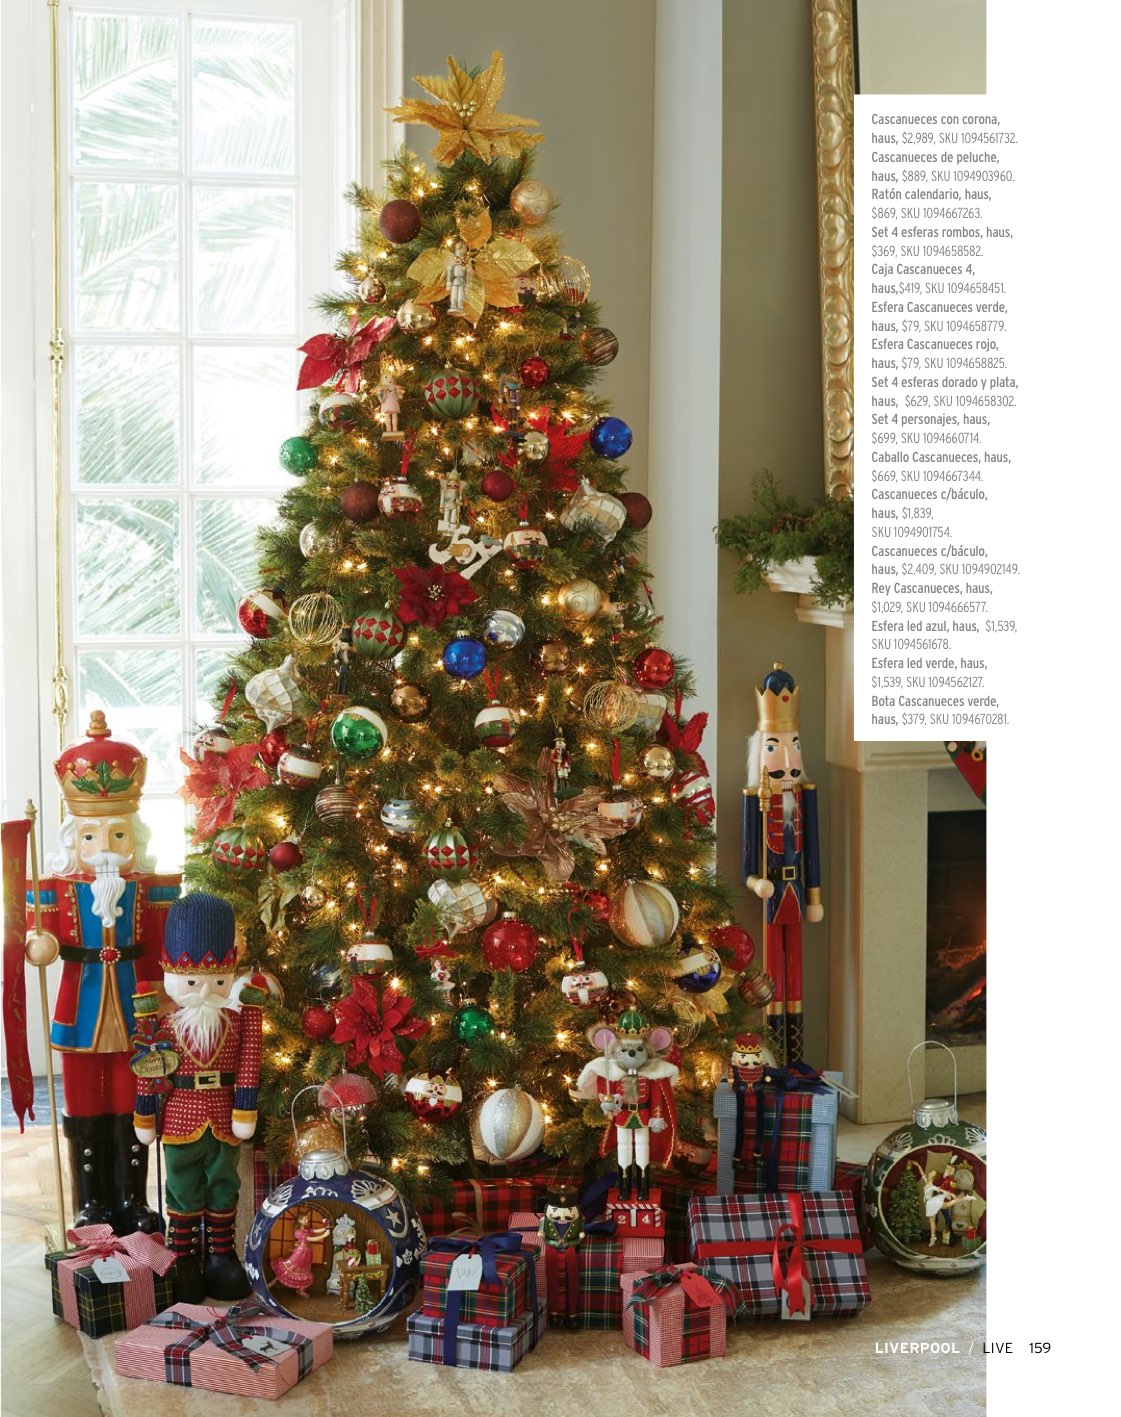 Cascanueces con corona,
haus, $2,989, SKU 1094561732.
Cascanueces de peluche,
haus, $889, SKU 1094903960.
Ratón calendario, haus,
$869, SKU 1094667263.
Set 4 esferas rombos, haus,
$369, SKU 1094658582.
Caja Cascanueces 4,
haus,$419, SKU 1094658451.
Esfera Cascanueces verde,
haus, $79, SKU 1094658779.
Esfera Cascanueces rojo,
haus, $79, SKU 1094658825.
Set 4 esferas dorado y plata,
haus, $629, SKU 1094658302.
Set 4 personajes, haus,
$699, SKU 1094660714.
Caballo Cascanueces, haus,
$669, SKU 1094667344.
Cascanueces c/báculo,
haus, $1,839,
SKU 1094901754.
Cascanueces c/báculo,
haus, $2,409, SKU 1094902149.
Rey Cascanueces, haus,
$1,029, SKU 1094666577.
Esfera led azul, haus, $1,539,
SKU 1094561678.
Esfera led verde, haus,
$1,539, SKU 1094562127.
Bota Cascanueces verde,
haus, $379, SKU 1094670281.
2 4
LIVERPOOL / LIVE 159